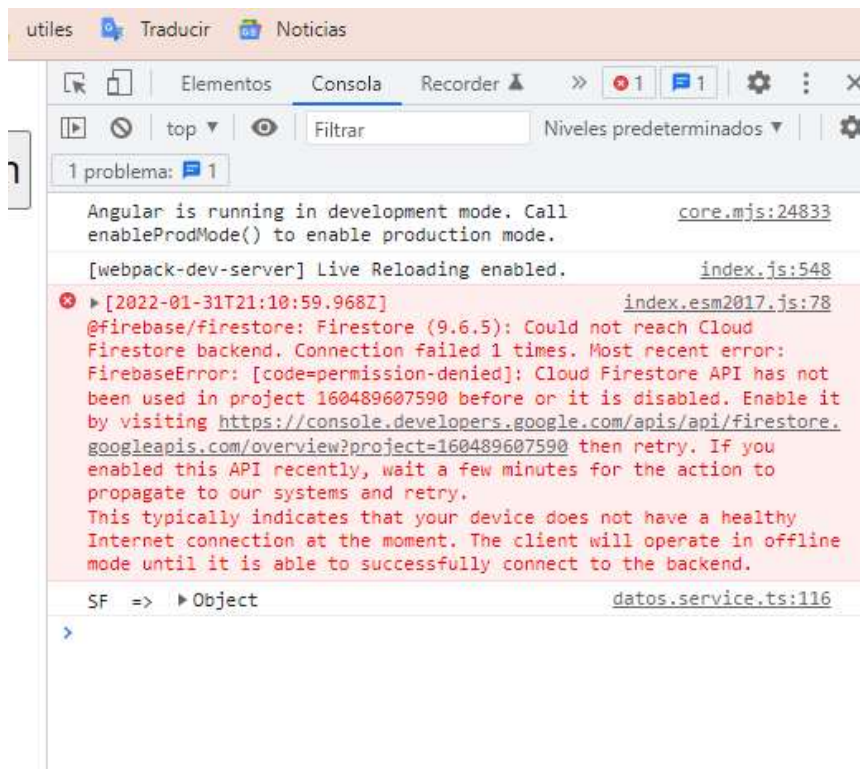 utiles Traducir Noticias
Elementos Consola Recorder » 1 1
top ▼ Filtrar Niveles predeterminados ▼
n
1 problema: 1
Angular is running in development mode. Call core.mjs:24833
enableProdMode() to enable production mode.
[webpack-dev-server] Live Reloading enabled. index.js:548
▶[2022-01-31T21:10:59.968Z] index.esm2017.js:78
@firebase/firestore: Firestore (9.6.5): Could not reach Cloud
Firestore backend. Connection failed 1 times. Most recent error:
FirebaseError: [code=permission-denied]: Cloud Firestore API has not
been used in project 160489607590 before or it is disabled. Enable it
by visiting https://console.developers.google.com/apis/api/firestore.
googleapis.com/overview?project=160489607590 then retry. If you
enabled this API recently, wait a few minutes for the action to
propagate to our systems and retry.
This typically indicates that your device does not have a healthy
Internet connection at the moment. The client will operate in offline
mode until it is able to successfully connect to the backend.
SF => ▶Object datos.service.ts:116
>